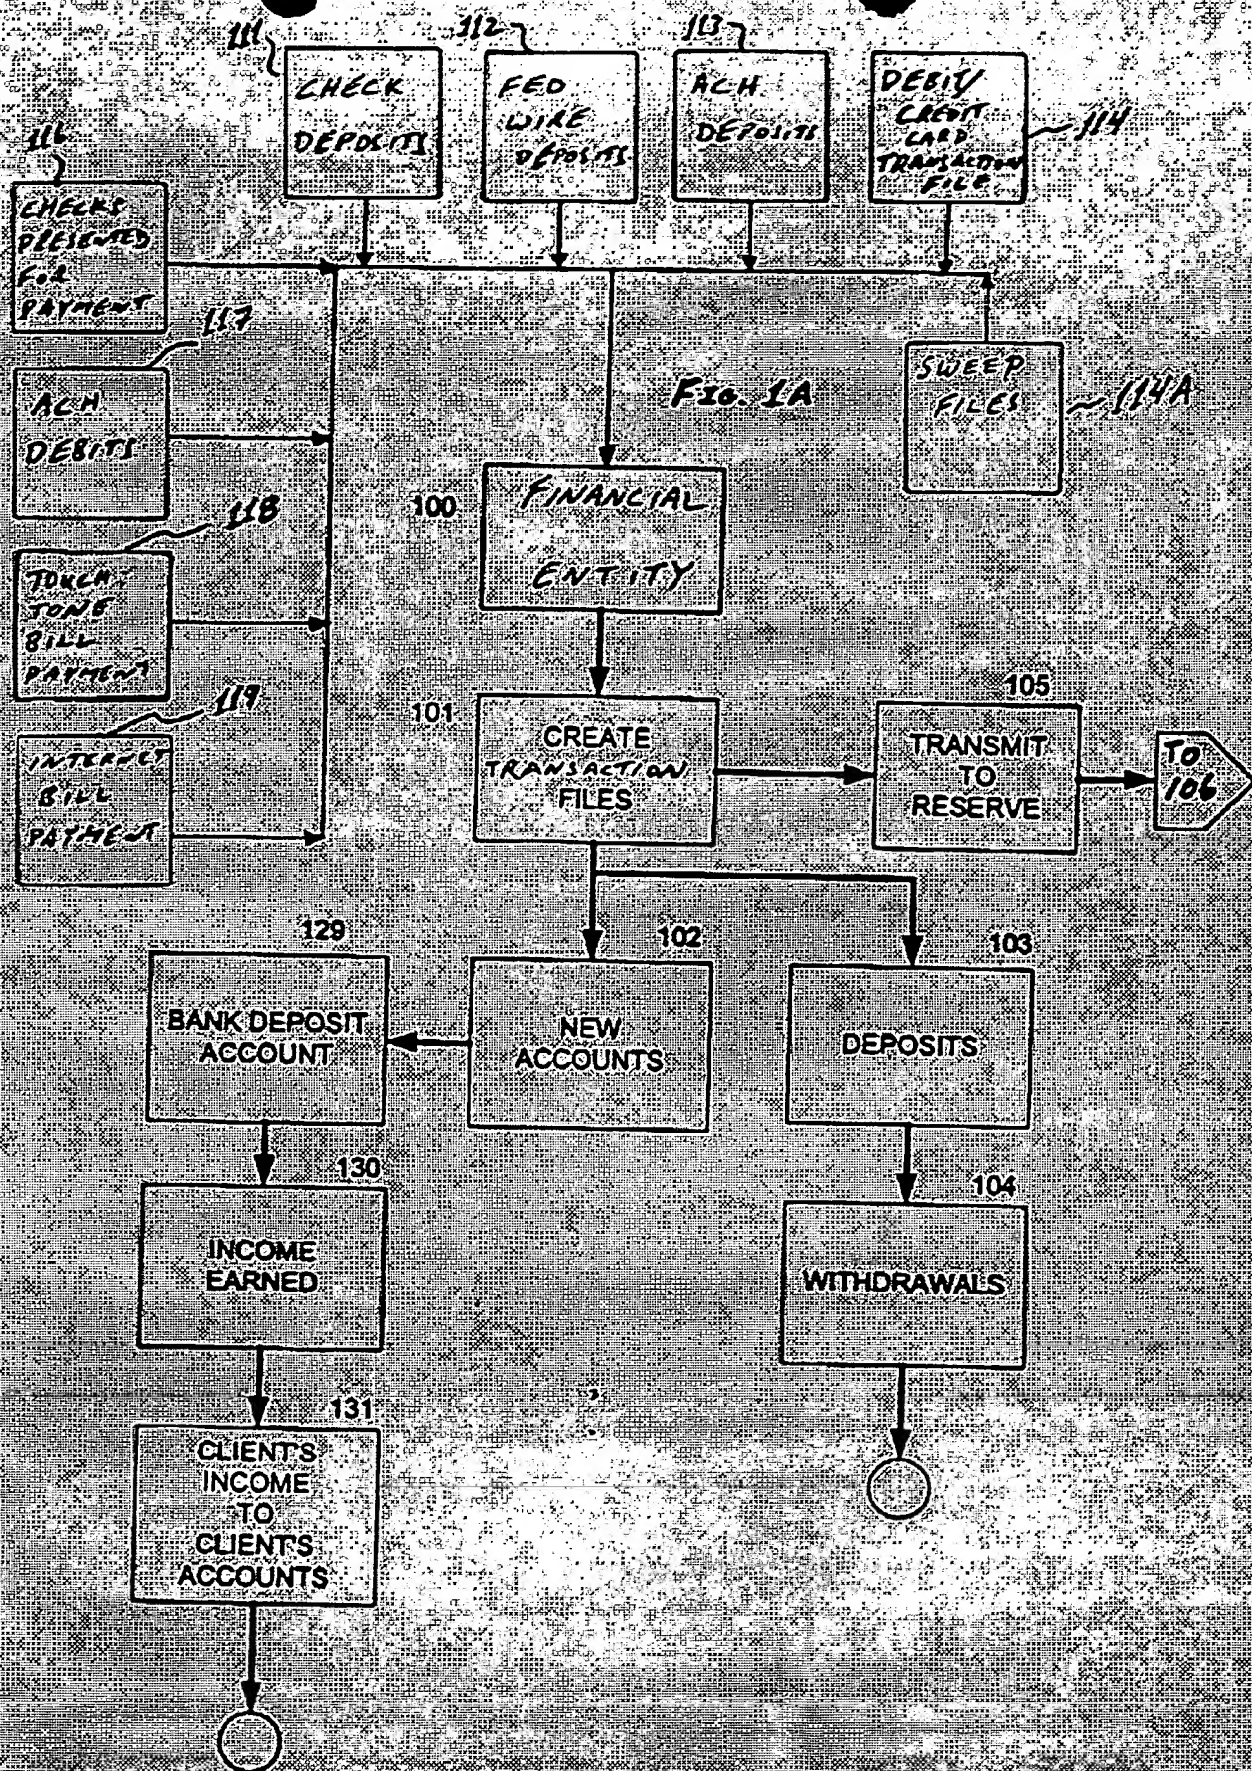 111
CHECK
DEPOSITS
112
FED
WIRE
DEPOSITS
113
ACH
DEPOSITS
DEBIT/
CREDIT
CARD
TRANSACTION
FILE
114
116
CHECKS
PRESENTED
FOR
PAYMENT
117
ACH
DEBITS
118
TOUCH
TONE
BILL
PAYMENT
119
INTERNET
BILL
PAYMENT
SWEEP
FILES
114A
FIG. 1A
100
FINANCIAL
ENTITY
101
CREATE
TRANSACTION
FILES
105
TRANSMIT
TO
RESERVE
TO
106
129
BANK DEPOSIT
ACCOUNT
102
NEW
ACCOUNTS
103
DEPOSITS
130
INCOME
EARNED
104
WITHDRAWALS
131
CLIENT'S
INCOME
TO
CLIENT'S
ACCOUNTS